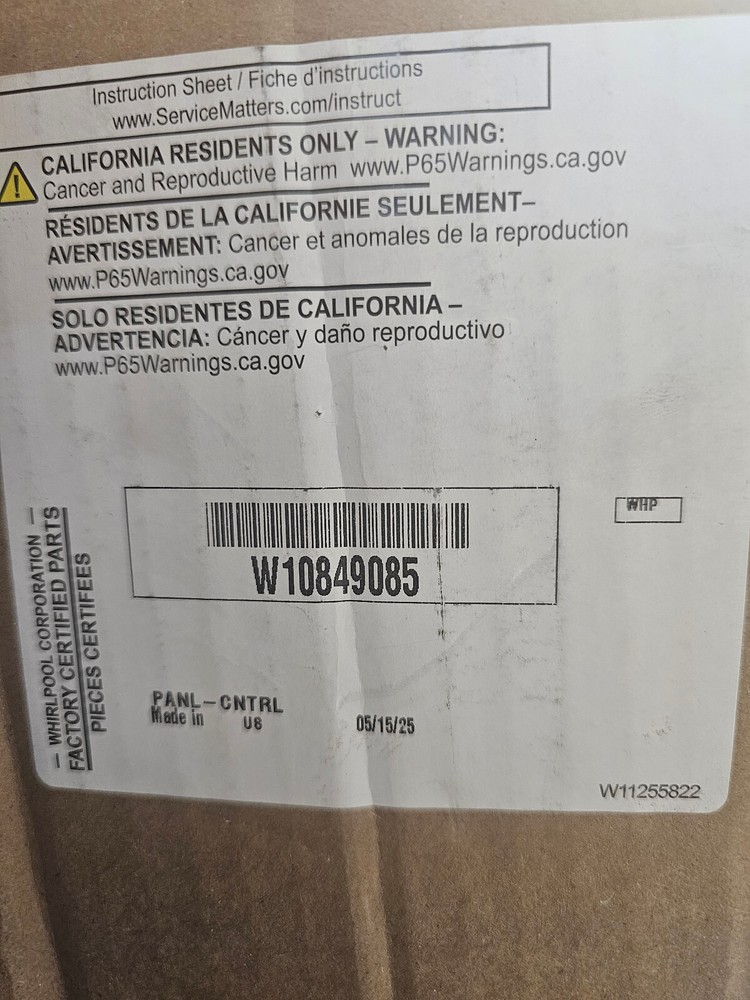 Instruction Sheet / Fiche d'instructions
www.ServiceMatters.com/instruct
CALIFORNIA RESIDENTS ONLY – WARNING:
Cancer and Reproductive Harm www.P65Warnings.ca.gov
RÉSIDENTS DE LA CALIFORNIE SEULEMENT–
AVERTISSEMENT: Cancer et anomales de la reproduction
www.P65Warnings.ca.gov
SOLO RESIDENTES DE CALIFORNIA –
ADVERTENCIA: Cáncer y daño reproductivo
www.P65Warnings.ca.gov
WHP
W10849085
— WHIRLPOOL CORPORATION —
FACTORY CERTIFIED PARTS
PIECES CERTIFEES
PANL-CNTRL
Made in US 05/15/25
W11255822